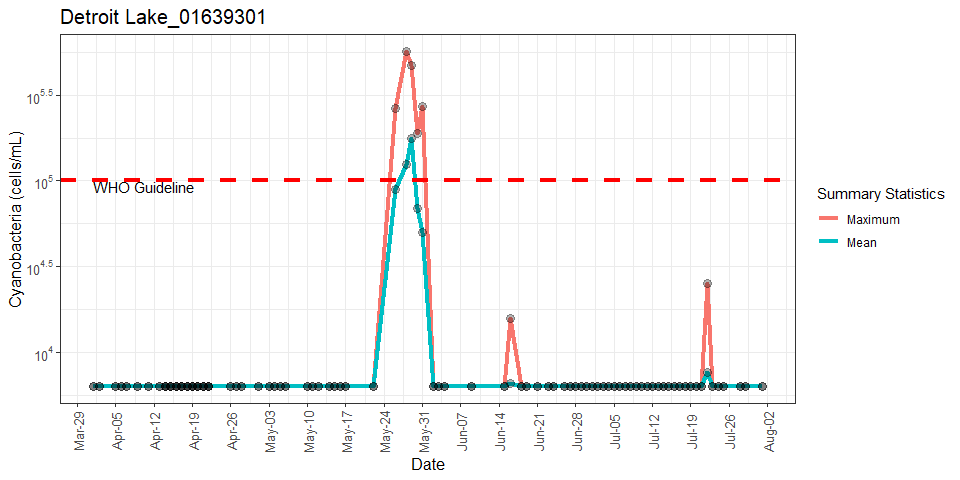 Detroit Lake_01639301
Cyanobacteria (cells/mL)
10^5.5
10^5
10^4.5
10^4
WHO Guideline
Mar-29
Apr-05
Apr-12
Apr-19
Apr-26
May-03
May-10
May-17
May-24
May-31
Jun-07
Jun-14
Jun-21
Jun-28
Jul-05
Jul-12
Jul-19
Jul-26
Aug-02
Date
Summary Statistics
Maximum
Mean